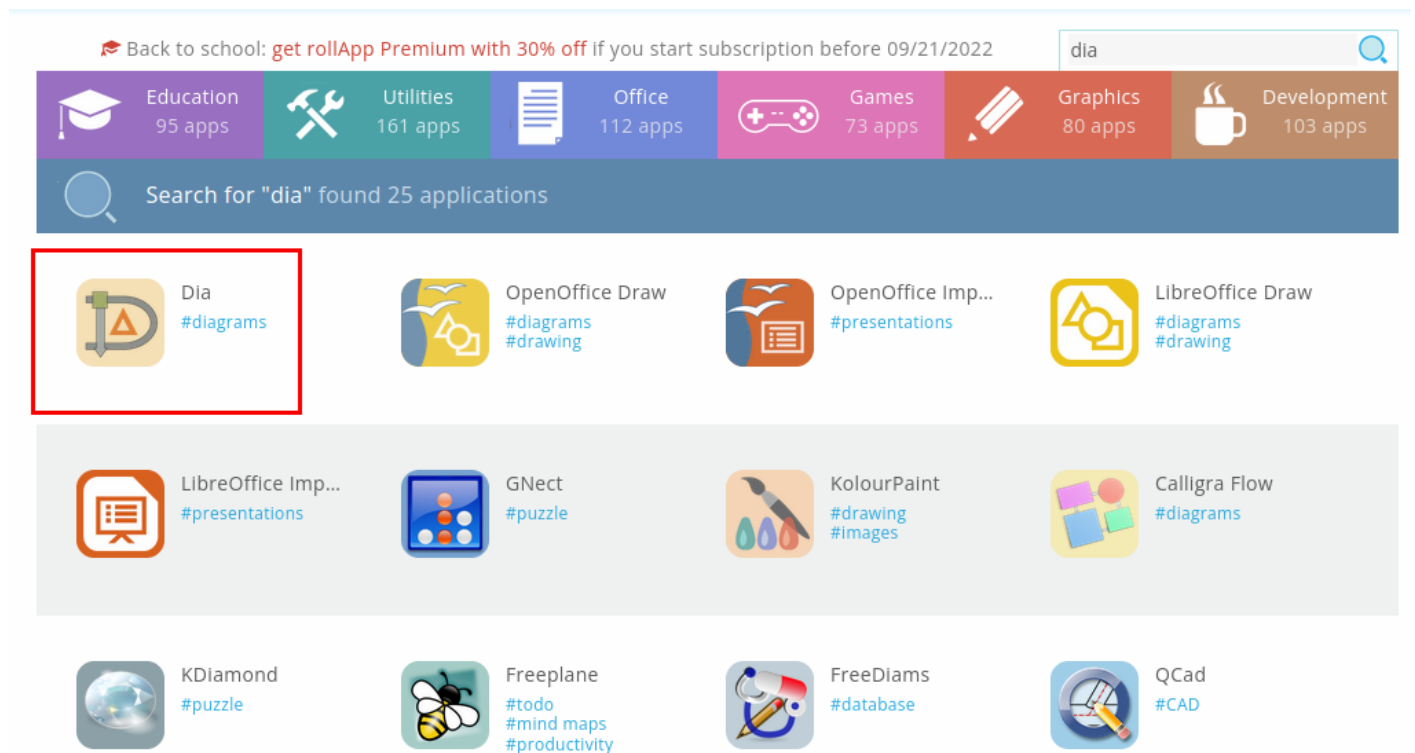 Back to school: get rollApp Premium with 30% off if you start subscription before 09/21/2022
dia
Education
95 apps
Utilities
161 apps
Office
112 apps
Games
73 apps
Graphics
80 apps
Development
103 apps
Search for "dia" found 25 applications
Dia
#diagrams
OpenOffice Draw
#diagrams
#drawing
OpenOffice Imp...
#presentations
LibreOffice Draw
#diagrams
#drawing
LibreOffice Imp...
#presentations
GNect
#puzzle
KolourPaint
#drawing
#images
Calligra Flow
#diagrams
KDiamond
#puzzle
Freeplane
#todo
#mind maps
#productivity
FreeDiams
#database
QCad
#CAD